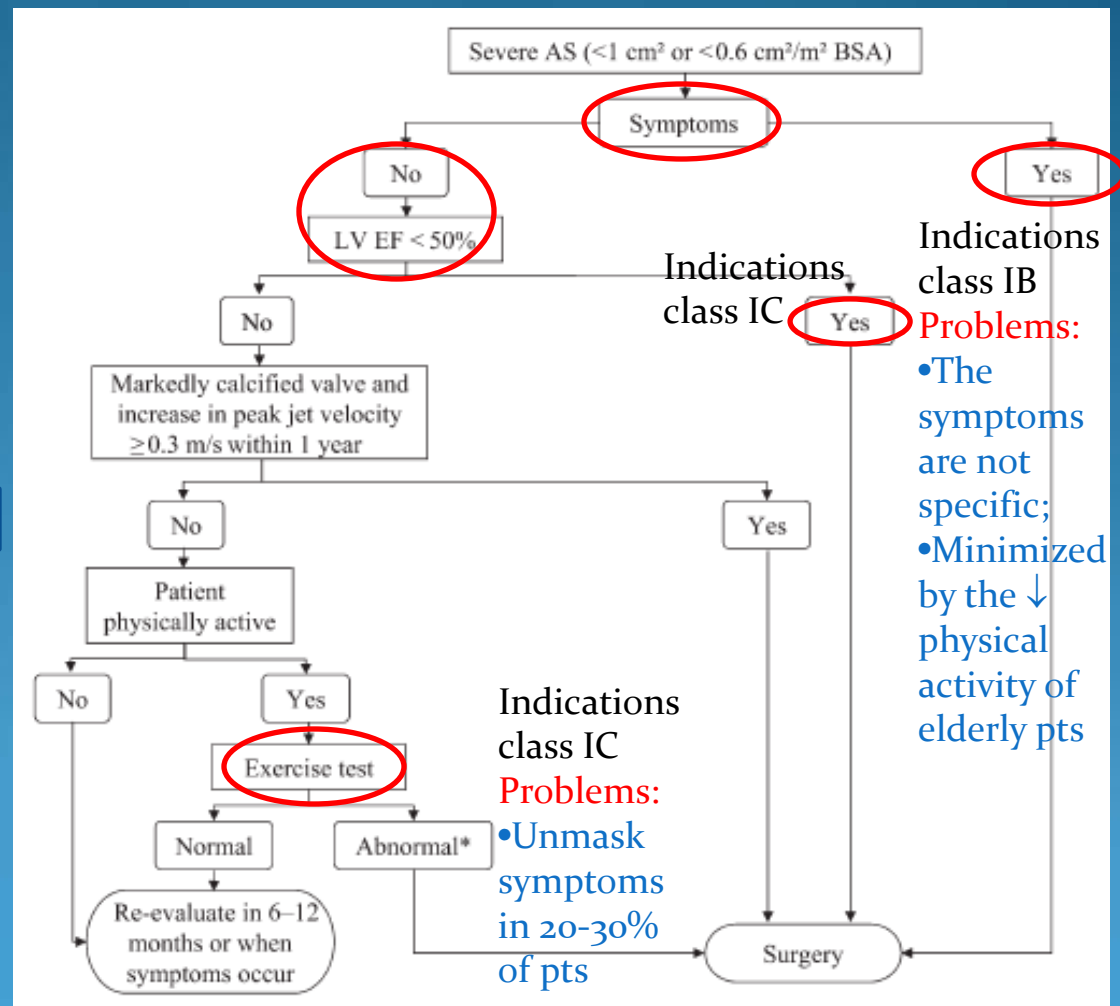 Severe AS (<1 cm² or <0.6 cm²/m² BSA)
Symptoms
No
Yes
LV EF < 50%
Indications
class IB
Problems:
•The
symptoms
are not
specific;
•Minimized
by the ↓
physical
activity of
elderly pts
Indications
class IC
No
Yes
Markedly calcified valve and
increase in peak jet velocity
≥0.3 m/s within 1 year
No
Yes
Patient
physically active
No
Yes
Exercise test
Indications
class IC
Problems:
•Unmask
symptoms
in 20-30%
of pts
Normal
Abnormal*
Re-evaluate in 6–12
months or when
symptoms occur
Surgery